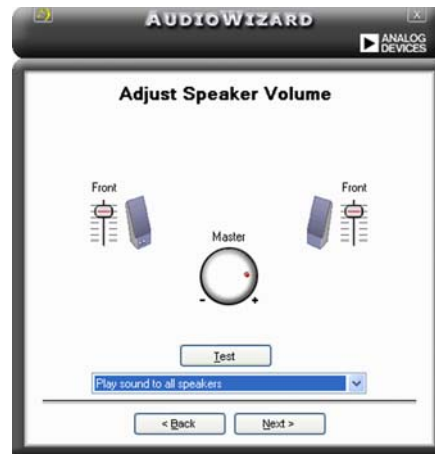 AUDIOWIZARD
X
ANALOG
DEVICES
Adjust Speaker Volume
Front
Front
Master
- +
Test
Play sound to all speakers
< Back Next >